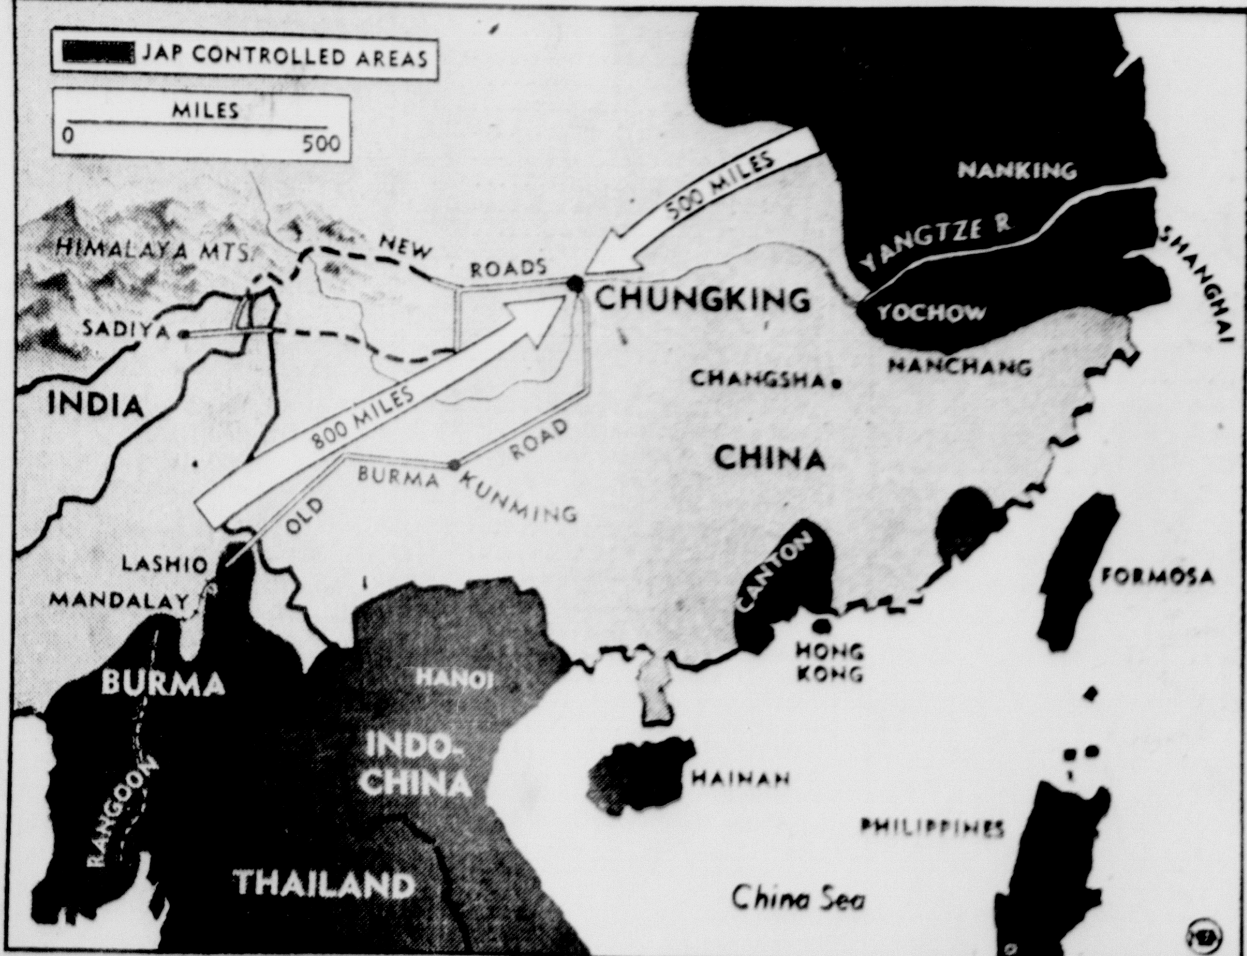 JAP CONTROLLED AREAS
MILES
0 500
500 MILES
NANKING
HIMALAYA MTS.
NEW
ROADS
YANGTZE R.
SHANGHAI
CHUNGKING
YOCHOW
SADIYA
NANCHANG
CHANGSHA
INDIA
800 MILES
CHINA
OLD
BURMA
ROAD
KUNMING
LASHIO
CANTON
FORMOSA
MANDALAY
HONG
KONG
BURMA
HANOI
INDO-
CHINA
HAINAN
RANGOON
PHILIPPINES
THAILAND
China Sea
NEA